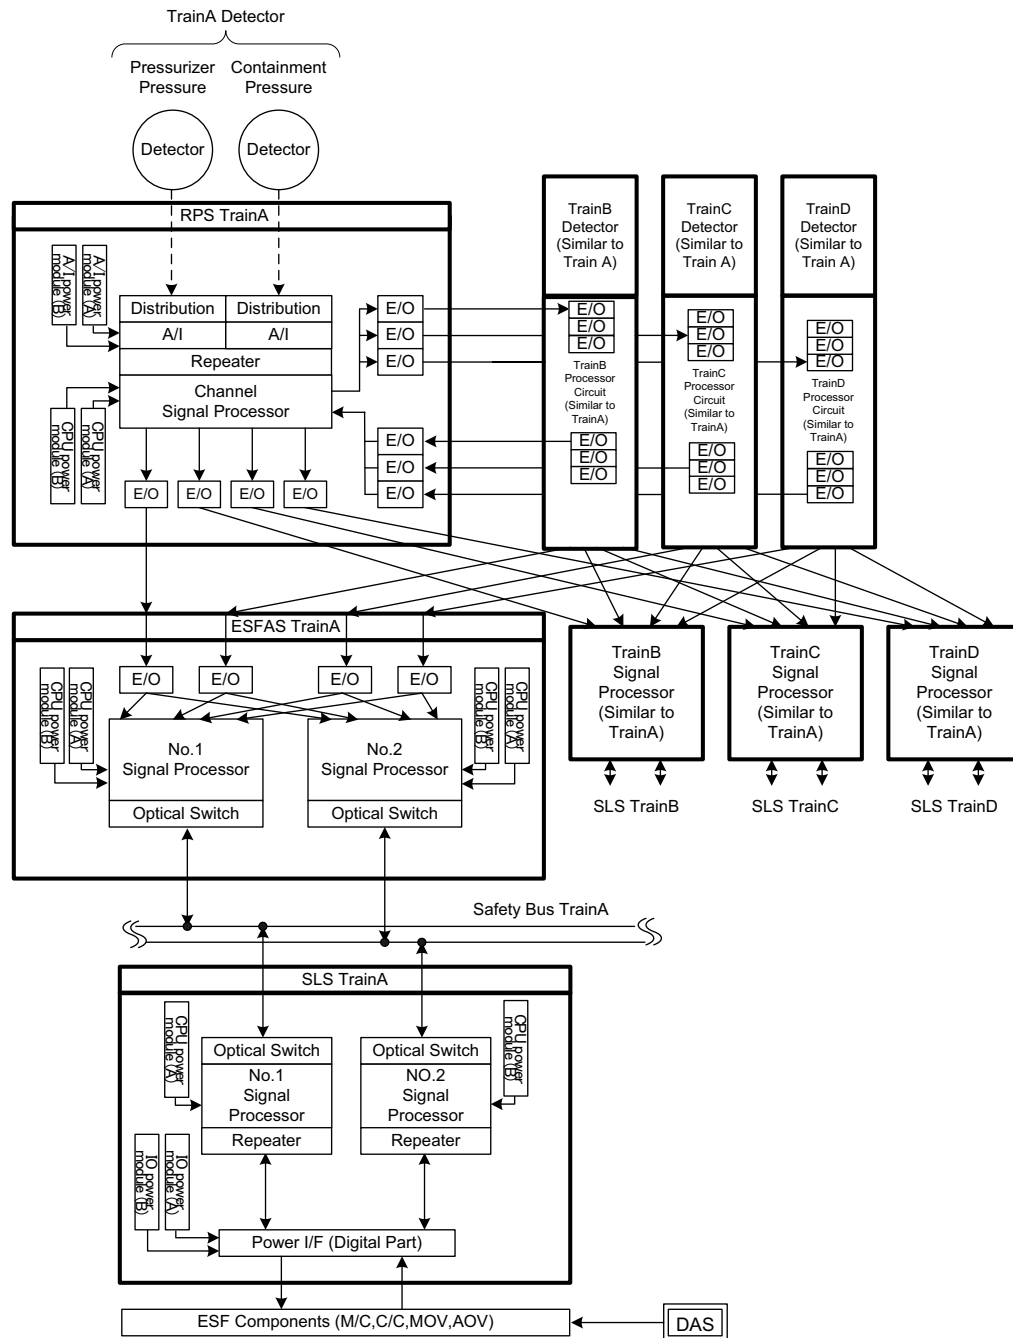 TrainA Detector
Pressurizer
Pressure
Containment
Pressure
Detector
Detector
RPS TrainA
A/I power
module (B)
A/I power
module (A)
Distribution
Distribution
A/I
A/I
Repeater
Channel
Signal Processor
CPU power
module (B)
CPU power
module (A)
E/O
E/O
E/O
E/O
E/O
E/O
E/O
E/O
E/O
E/O
TrainB
Detector
(Similar to
Train A)
E/O
E/O
E/O
TrainB
Processor
Circuit
(Similar to
TrainA)
E/O
E/O
E/O
TrainC
Detector
(Similar to
Train A)
E/O
E/O
E/O
TrainC
Processor
Circuit
(Similar to
TrainA)
E/O
E/O
E/O
TrainD
Detector
(Similar to
Train A)
E/O
E/O
E/O
TrainD
Processor
Circuit
(Similar to
TrainA)
E/O
E/O
E/O
ESFAS TrainA
E/O
E/O
E/O
E/O
CPU power
module (B)
CPU power
module (A)
No.1
Signal Processor
Optical Switch
No.2
Signal Processor
Optical Switch
CPU power
module (B)
CPU power
module (A)
TrainB
Signal
Processor
(Similar to
TrainA)
TrainC
Signal
Processor
(Similar to
TrainA)
TrainD
Signal
Processor
(Similar to
TrainA)
SLS TrainB
SLS TrainC
SLS TrainD
Safety Bus TrainA
SLS TrainA
CPU power
module (A)
Optical Switch
No.1
Signal
Processor
Repeater
Optical Switch
NO.2
Signal
Processor
Repeater
CPU power
module (B)
IO power
module (B)
IO power
module (A)
Power I/F (Digital Part)
ESF Components (M/C,C/C,MOV,AOV)
DAS